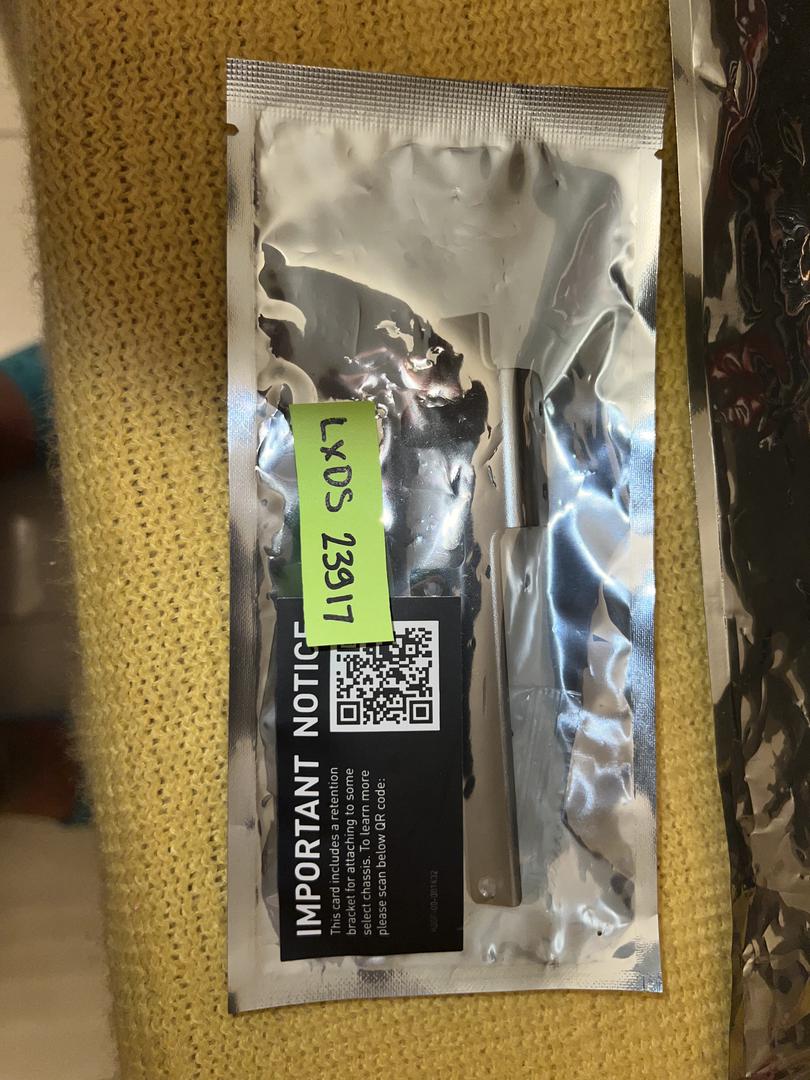 LXDS 23917
IMPORTANT NOTICE
This card includes a retention
bracket for attaching to some
select chassis. To learn more
please scan below QR code: